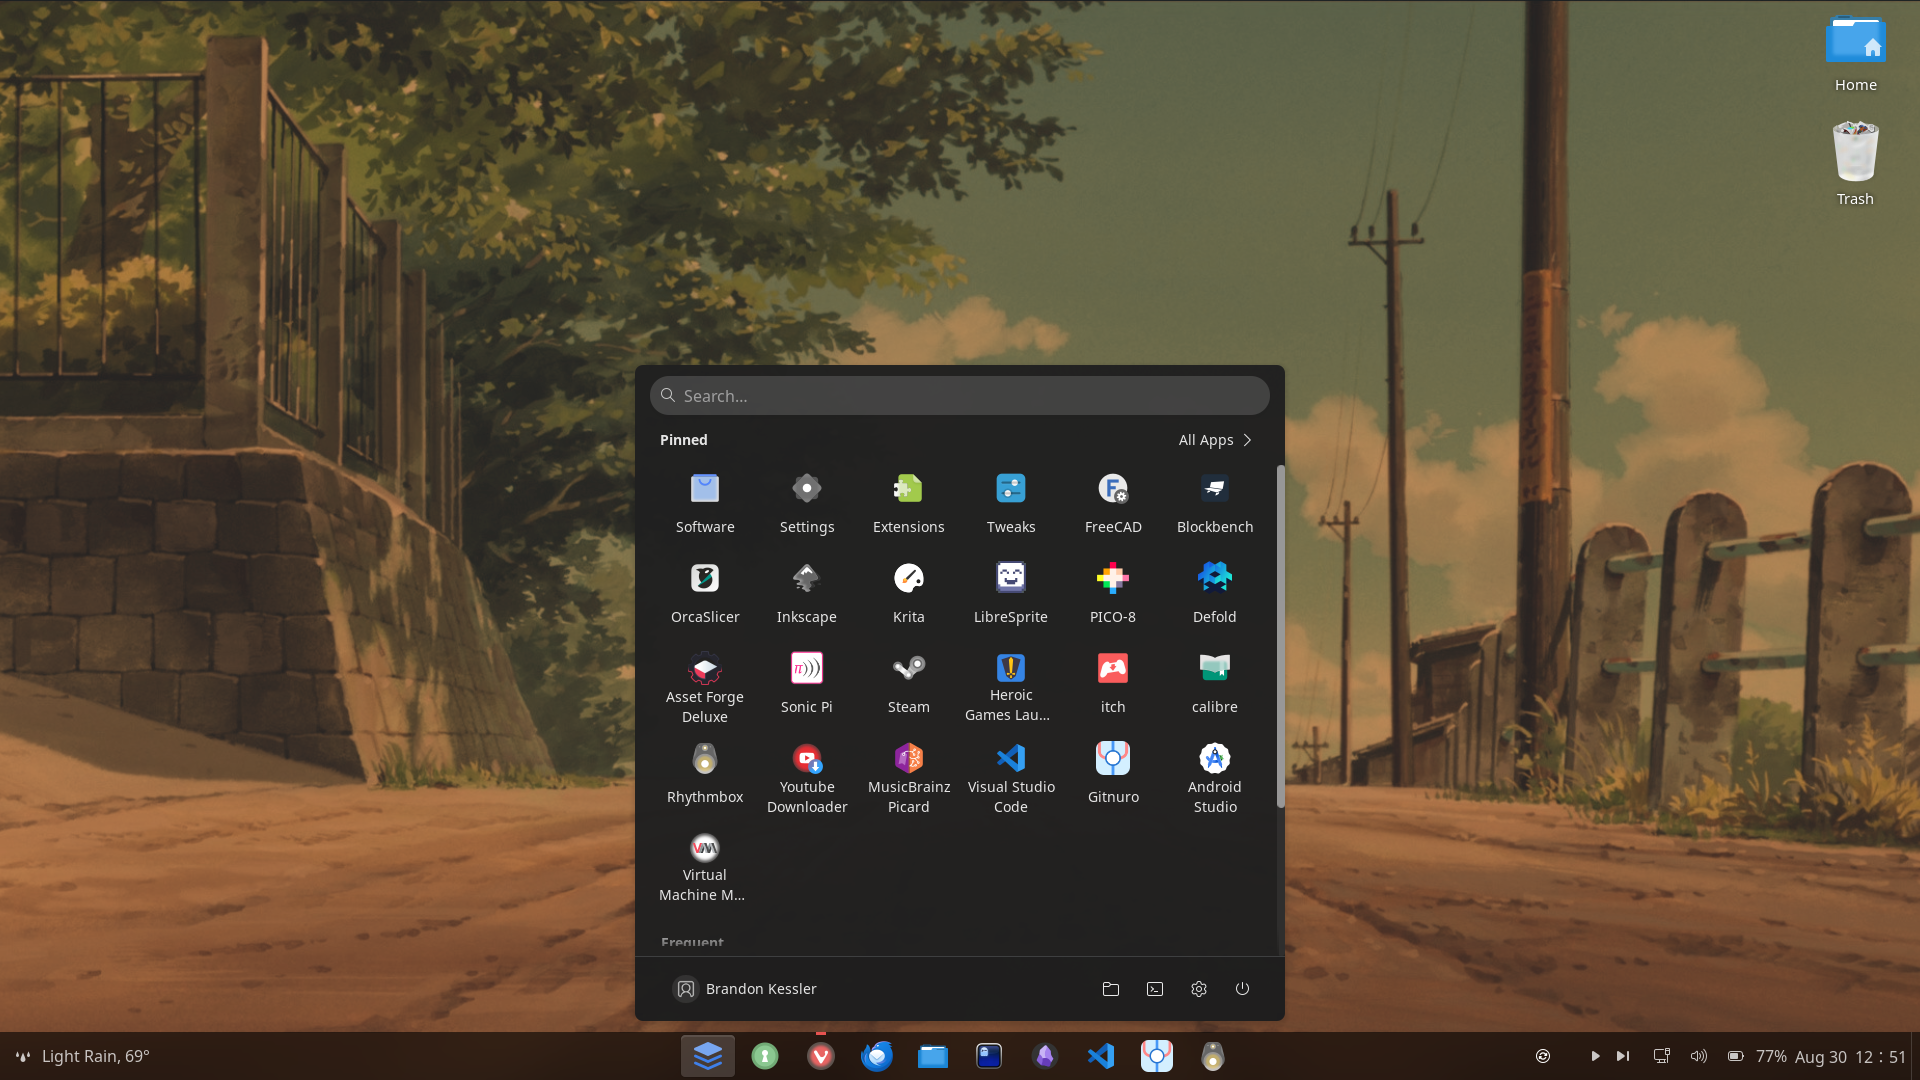 Home
Trash
Search...
Pinned
All Apps
Software
Settings
Extensions
Tweaks
FreeCAD
Blockbench
OrcaSlicer
Inkscape
Krita
LibreSprite
PICO-8
Defold
Asset Forge
Deluxe
Sonic Pi
Steam
Heroic
Games Lau...
itch
calibre
Rhythmbox
Youtube
Downloader
MusicBrainz
Picard
Visual Studio
Code
Gitnuro
Android
Studio
Virtual
Machine M...
Frequent
Brandon Kessler
Light Rain, 69°
77%
Aug 30 12 : 51